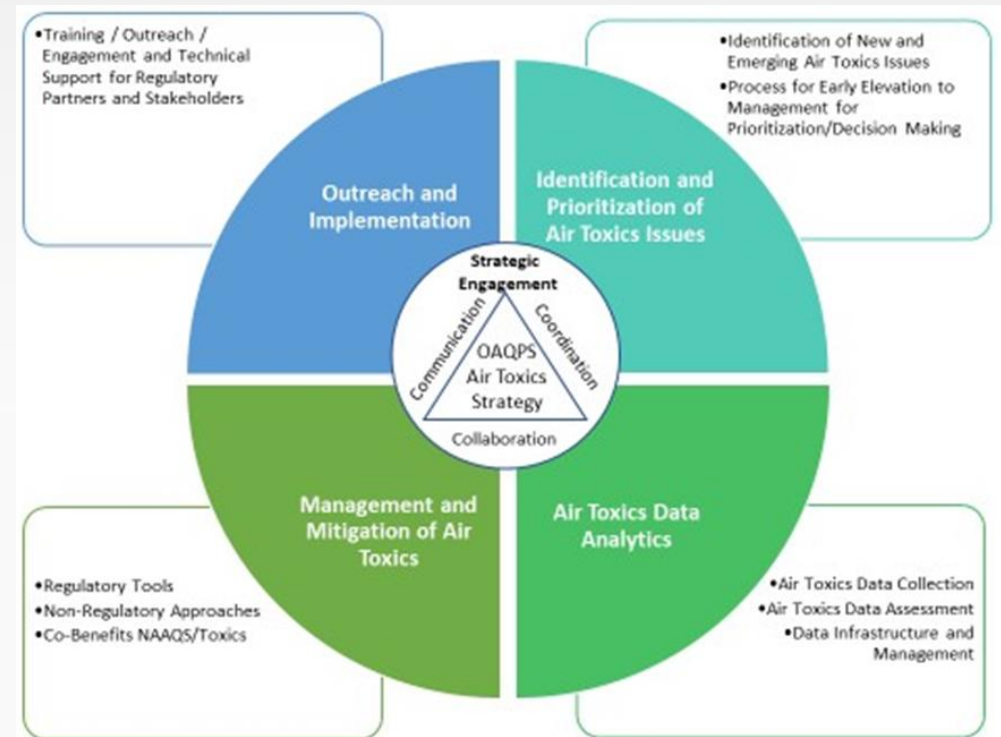 •Training / Outreach /
Engagement and Technical
Support for Regulatory
Partners and Stakeholders
•Identification of New and
Emerging Air Toxics Issues
•Process for Early Elevation to
Management for
Prioritization/Decision Making
Outreach and
Implementation
Identification and
Prioritization of
Air Toxics Issues
Strategic
Engagement
Communication
Coordination
OAQPS
Air Toxics
Strategy
Collaboration
Management and
Mitigation of Air
Toxics
Air Toxics Data
Analytics
•Regulatory Tools
•Non-Regulatory Approaches
•Co-Benefits NAAQS/Toxics
•Air Toxics Data Collection
•Air Toxics Data Assessment
•Data Infrastructure and
Management